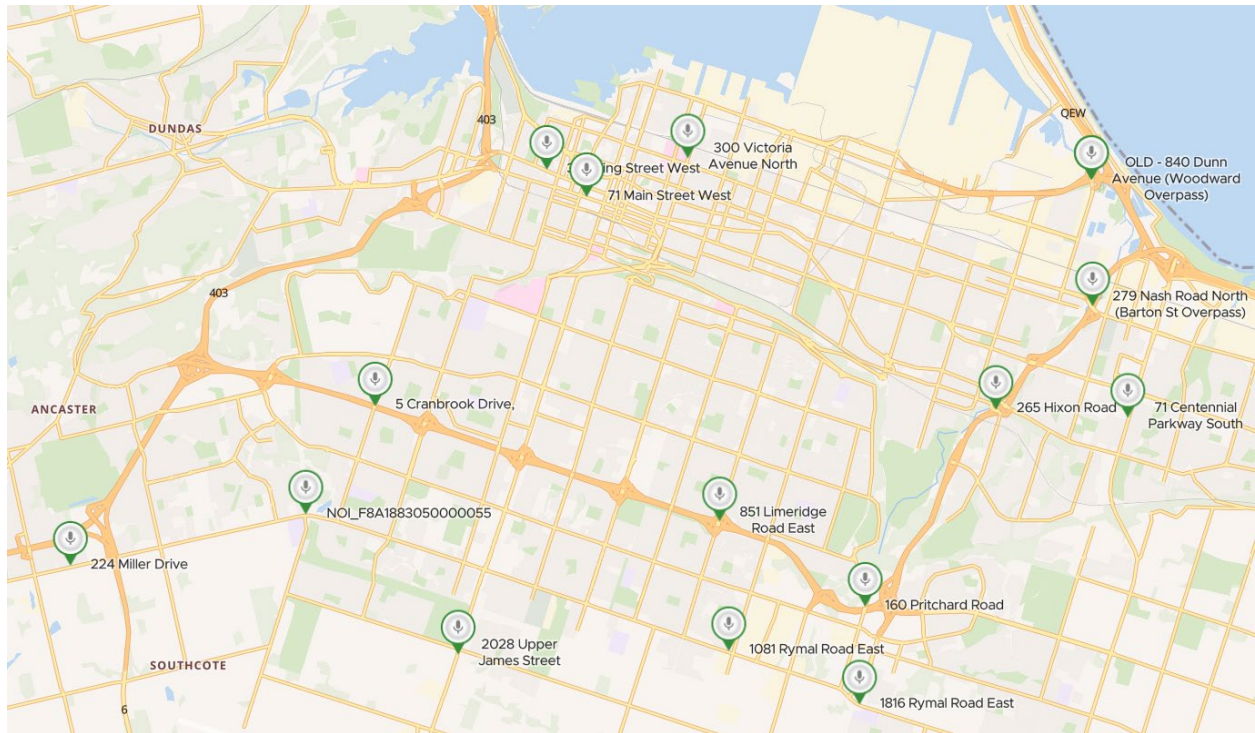 QEW
403
DUNDAS
300 Victoria
Avenue North
ing Street West
71 Main Street West
OLD - 840 Dunn
Avenue (Woodward
Overpass)
403
279 Nash Road North
(Barton St Overpass)
5 Cranbrook Drive,
ANCASTER
265 Hixon Road
71 Centennial
Parkway South
NOI_F8A1883050000055
851 Limeridge
Road East
224 Miller Drive
160 Pritchard Road
2028 Upper
James Street
1081 Rymal Road East
SOUTHCOTE
1816 Rymal Road East
6